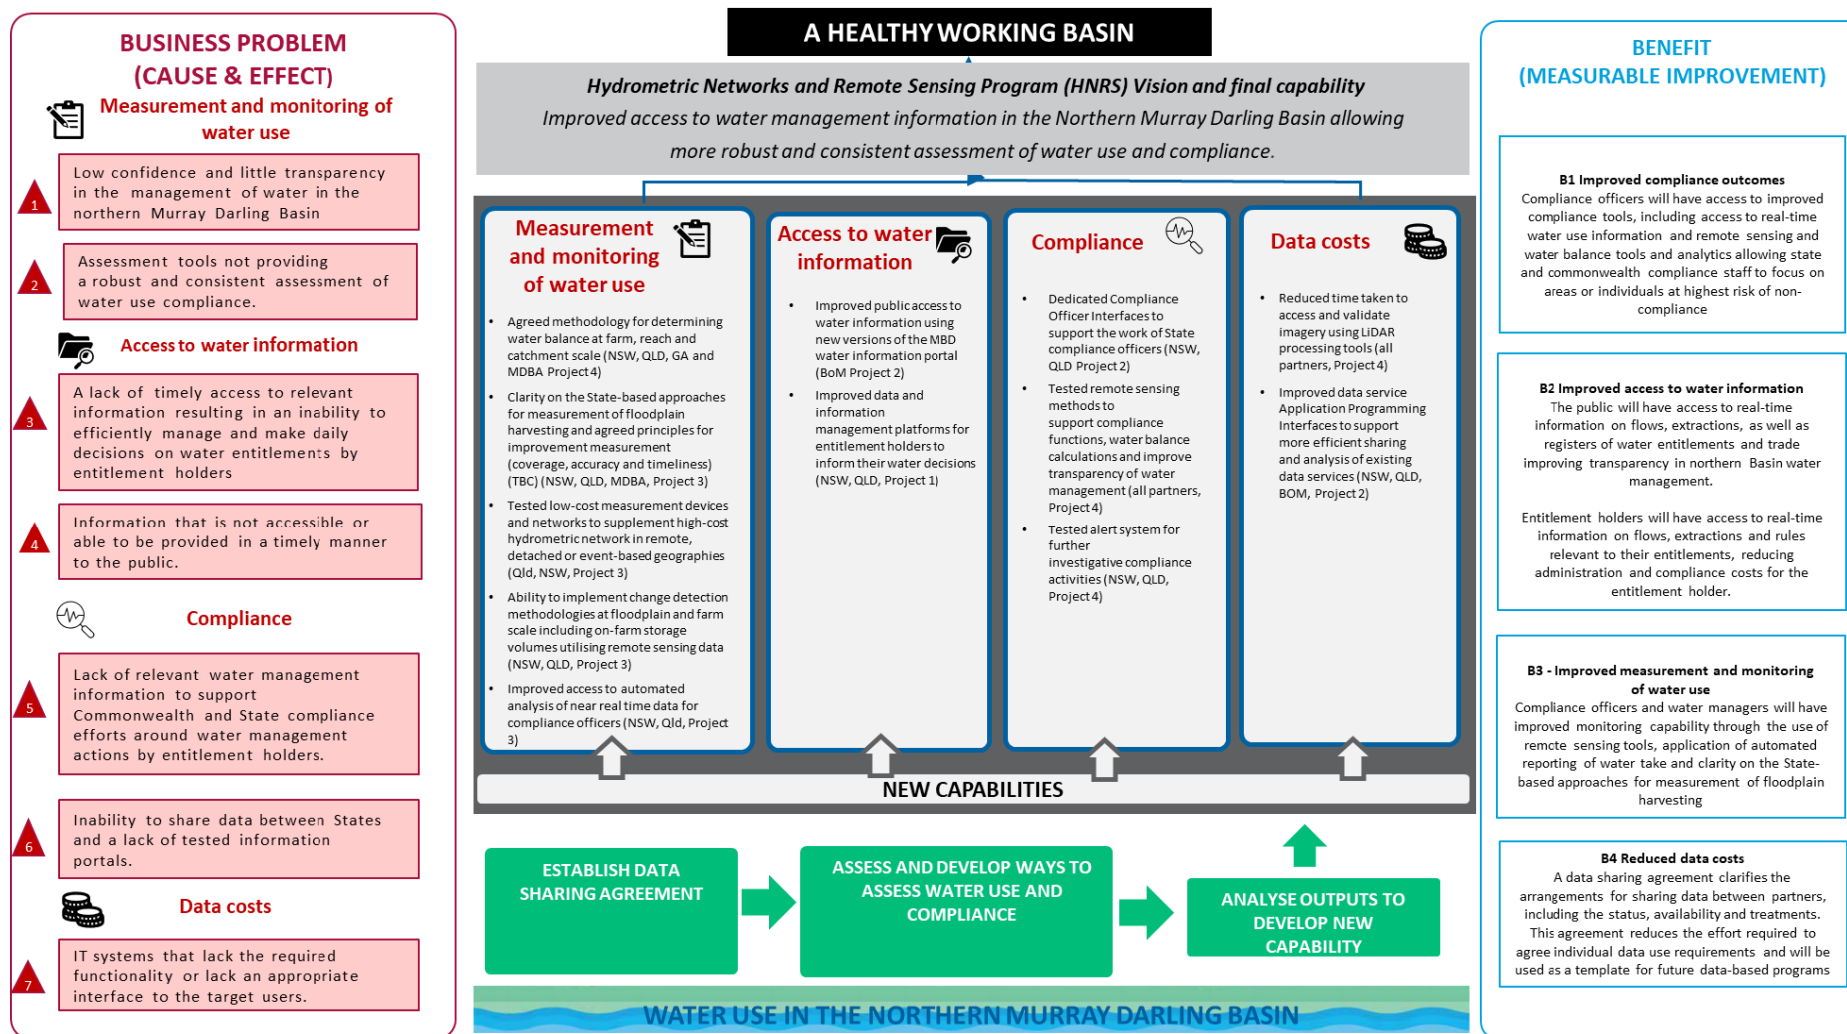 BUSINESS PROBLEM
(CAUSE & EFFECT)
Measurement and monitoring of
water use
1
Low confidence and little transparency
in the management of water in the
northern Murray Darling Basin
2
Assessment tools not providing
a robust and consistent assessment of
water use compliance.
Access to water information
3
A lack of timely access to relevant
information resulting in an inability to
efficiently manage and make daily
decisions on water entitlements by
entitlement holders
4
Information that is not accessible or
able to be provided in a timely manner
to the public.
Compliance
5
Lack of relevant water management
information to support
Commonwealth and State compliance
efforts around water management
actions by entitlement holders.
6
Inability to share data between States
and a lack of tested information
portals.
Data costs
7
IT systems that lack the required
functionality or lack an appropriate
interface to the target users.
A HEALTHY WORKING BASIN
Hydrometric Networks and Remote Sensing Program (HNRS) Vision and final capability
Improved access to water management information in the Northern Murray Darling Basin allowing
more robust and consistent assessment of water use and compliance.
Measurement
and monitoring
of water use
• Agreed methodology for determining
water balance at farm, reach and
catchment scale (NSW, QLD, GA and
MDBA Project 4)
• Clarity on the State-based approaches
for measurement of floodplain
harvesting and agreed principles for
improvement measurement
(coverage, accuracy and timeliness)
(TBC) (NSW, QLD, MDBA, Project 3)
• Tested low-cost measurement devices
and networks to supplement high-cost
hydrometric network in remote,
detached or event-based geographies
(Qld, NSW, Project 3)
• Ability to implement change detection
methodologies at floodplain and farm
scale including on-farm storage
volumes utilising remote sensing data
(NSW, QLD, Project 3)
• Improved access to automated
analysis of near real time data for
compliance officers (NSW, Qld, Project
3)
Access to water
information
• Improved public access to
water information using
new versions of the MBD
water information portal
(BoM Project 2)
• Improved data and
information
management platforms for
entitlement holders to
inform their water decisions
(NSW, QLD, Project 1)
Compliance
• Dedicated Compliance
Officer Interfaces to
support the work of State
compliance officers (NSW,
QLD Project 2)
• Tested remote sensing
methods to
support compliance
functions, water balance
calculations and improve
transparency of water
management (all partners,
Project 4)
• Tested alert system for
further
investigative compliance
activities (NSW, QLD,
Project 4)
Data costs
• Reduced time taken to
access and validate
imagery using LiDAR
processing tools (all
partners, Project 4)
• Improved data service
Application Programming
Interfaces to support
more efficient sharing
and analysis of existing
data services (NSW, QLD,
BOM, Project 2)
NEW CAPABILITIES
ESTABLISH DATA
SHARING AGREEMENT
ASSESS AND DEVELOP WAYS TO
ASSESS WATER USE AND
COMPLIANCE
ANALYSE OUTPUTS TO
DEVELOP NEW
CAPABILITY
WATER USE IN THE NORTHERN MURRAY DARLING BASIN
BENEFIT
(MEASURABLE IMPROVEMENT)
B1 Improved compliance outcomes
Compliance officers will have access to improved
compliance tools, including access to real-time
water use information and remote sensing and
water balance tools and analytics allowing state
and commonwealth compliance staff to focus on
areas or individuals at highest risk of non-
compliance
B2 Improved access to water information
The public will have access to real-time
information on flows, extractions, as well as
registers of water entitlements and trade
improving transparency in northern Basin water
management.
Entitlement holders will have access to real-time
information on flows, extractions and rules
relevant to their entitlements, reducing
administration and compliance costs for the
entitlement holder.
B3 - Improved measurement and monitoring
of water use
Compliance officers and water managers will have
improved monitoring capability through the use of
remote sensing tools, application of automated
reporting of water take and clarity on the State-
based approaches for measurement of floodplain
harvesting
B4 Reduced data costs
A data sharing agreement clarifies the
arrangements for sharing data between partners,
including the status, availability and treatments.
This agreement reduces the effort required to
agree individual data use requirements and will be
used as a template for future data-based programs